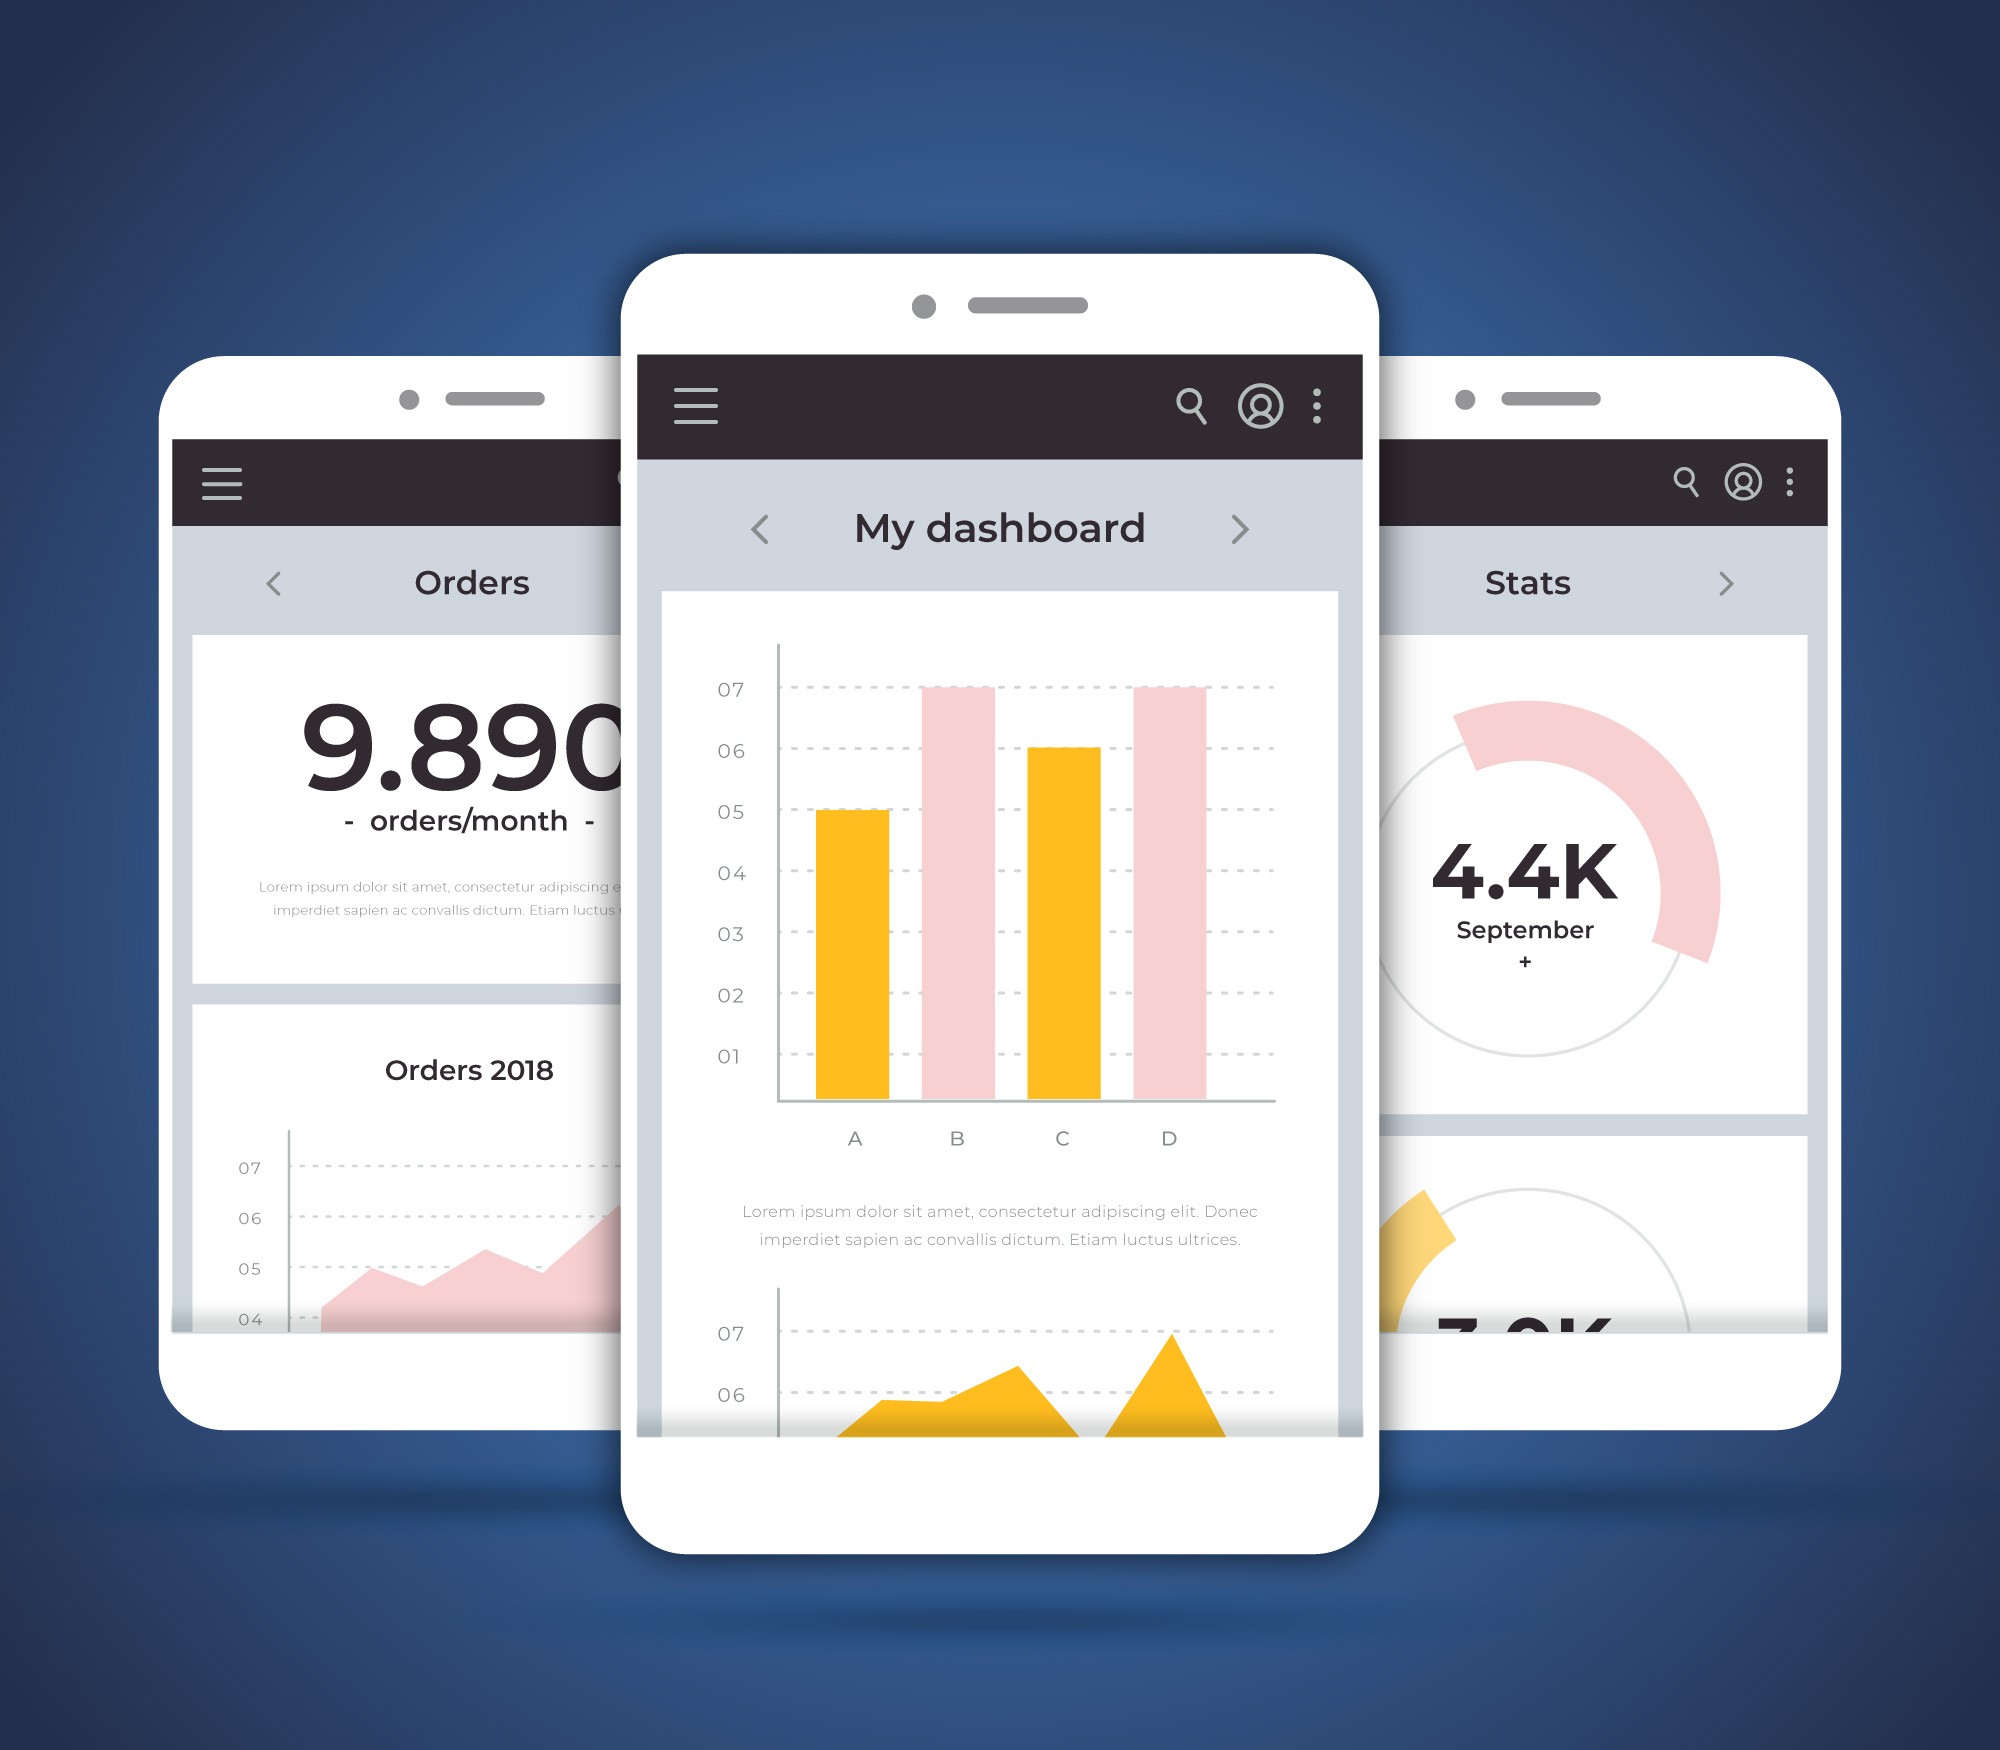 Orders
9.890
- orders/month -
Lorem ipsum dolor sit amet, consectetur adipiscing
imperdiet sapien ac convallis dictum. Etiam luctus
Orders 2018
07
06
05
04
My dashboard
07
06
05
04
03
02
01
A B C D
Lorem ipsum dolor sit amet, consectetur adipiscing elit. Donec
imperdiet sapien ac convallis dictum. Etiam luctus ultrices.
07
06
Stats
4.4K
September
+